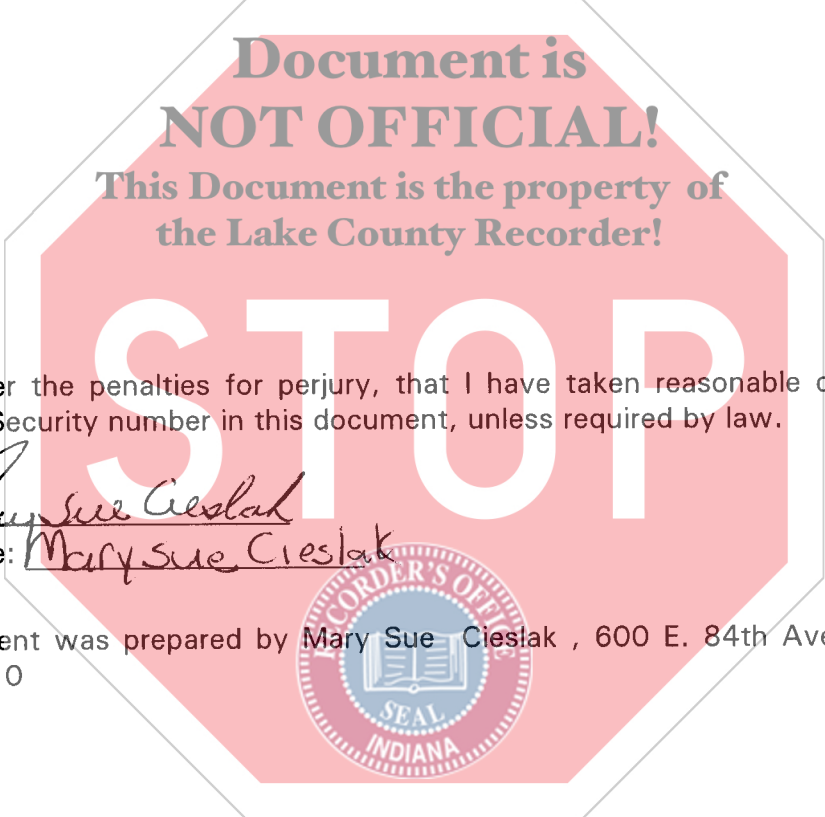 Document is
NOT OFFICIAL!
This Document is the property of
the Lake County Recorder!
STOP
er the penalties for perjury, that I have taken reasonable c
Security number in this document, unless required by law.
y Sue Cieslak
e: Mary Sue Cieslak
ent was prepared by Mary Sue Cieslak , 600 E. 84th Ave
0
RECORDER'S OFFICE
SEAL
INDIANA